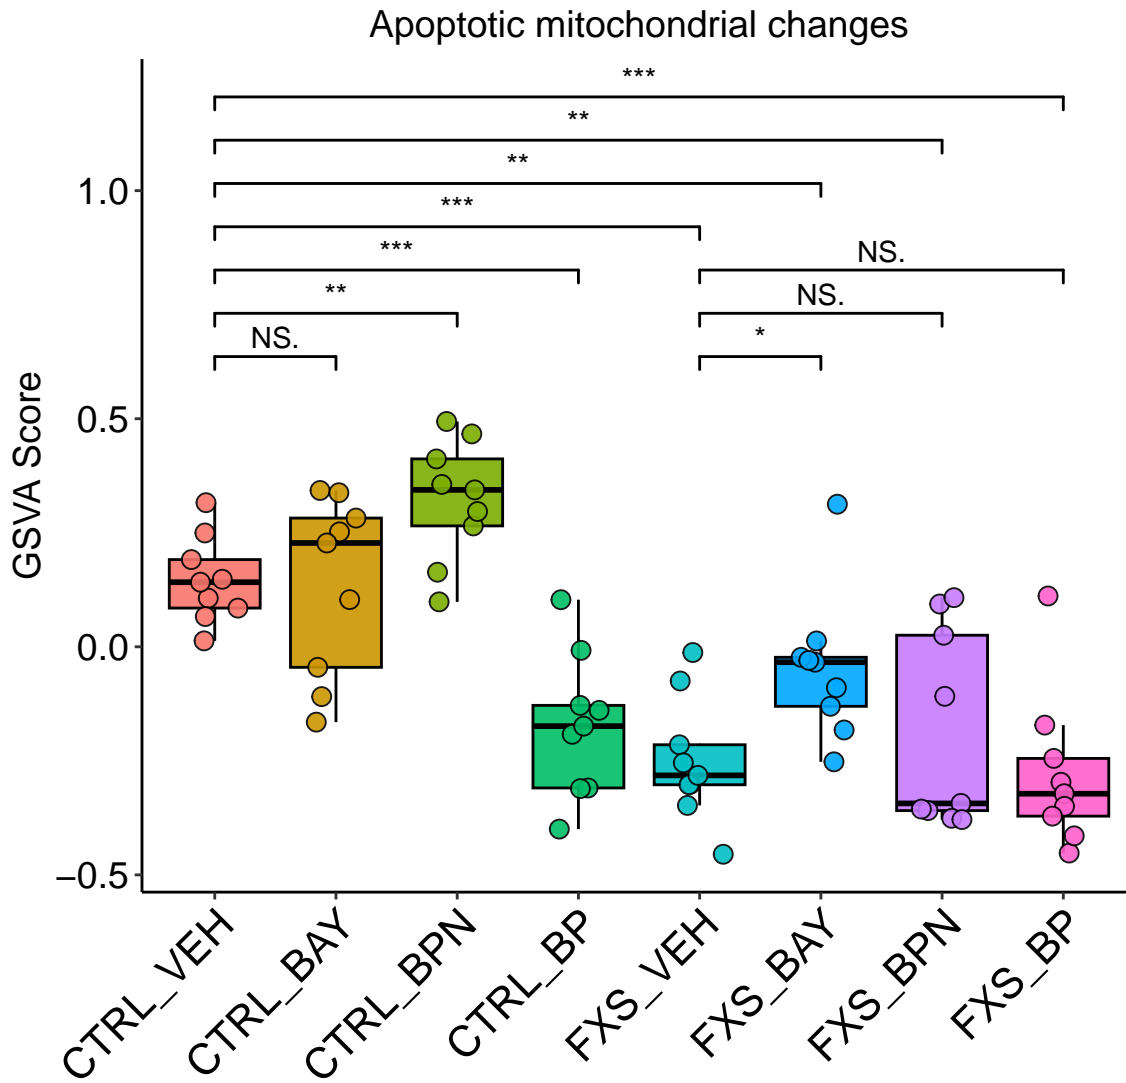 Apoptotic mitochondrial changes
***
**
**
***
***
NS.
**
NS.
NS.
*
1.0
0.5
0.0
−0.5
GSVA Score
CTRL_VEH
CTRL_BAY
CTRL_BPN
CTRL_BP
FXS_VEH
FXS_BAY
FXS_BPN
FXS_BP